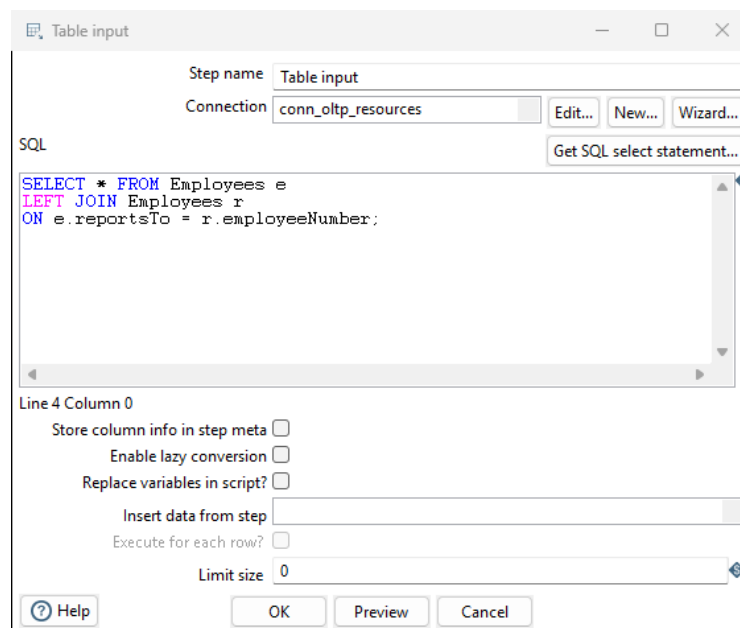 Table input
Step name Table input
Connection conn_oltp_resources Edit... New... Wizard...
SQL Get SQL select statement...
SELECT * FROM Employees e
LEFT JOIN Employees r
ON e.reportsTo = r.employeeNumber;
Line 4 Column 0
Store column info in step meta
Enable lazy conversion
Replace variables in script?
Insert data from step
Execute for each row?
Limit size 0
Help OK Preview Cancel